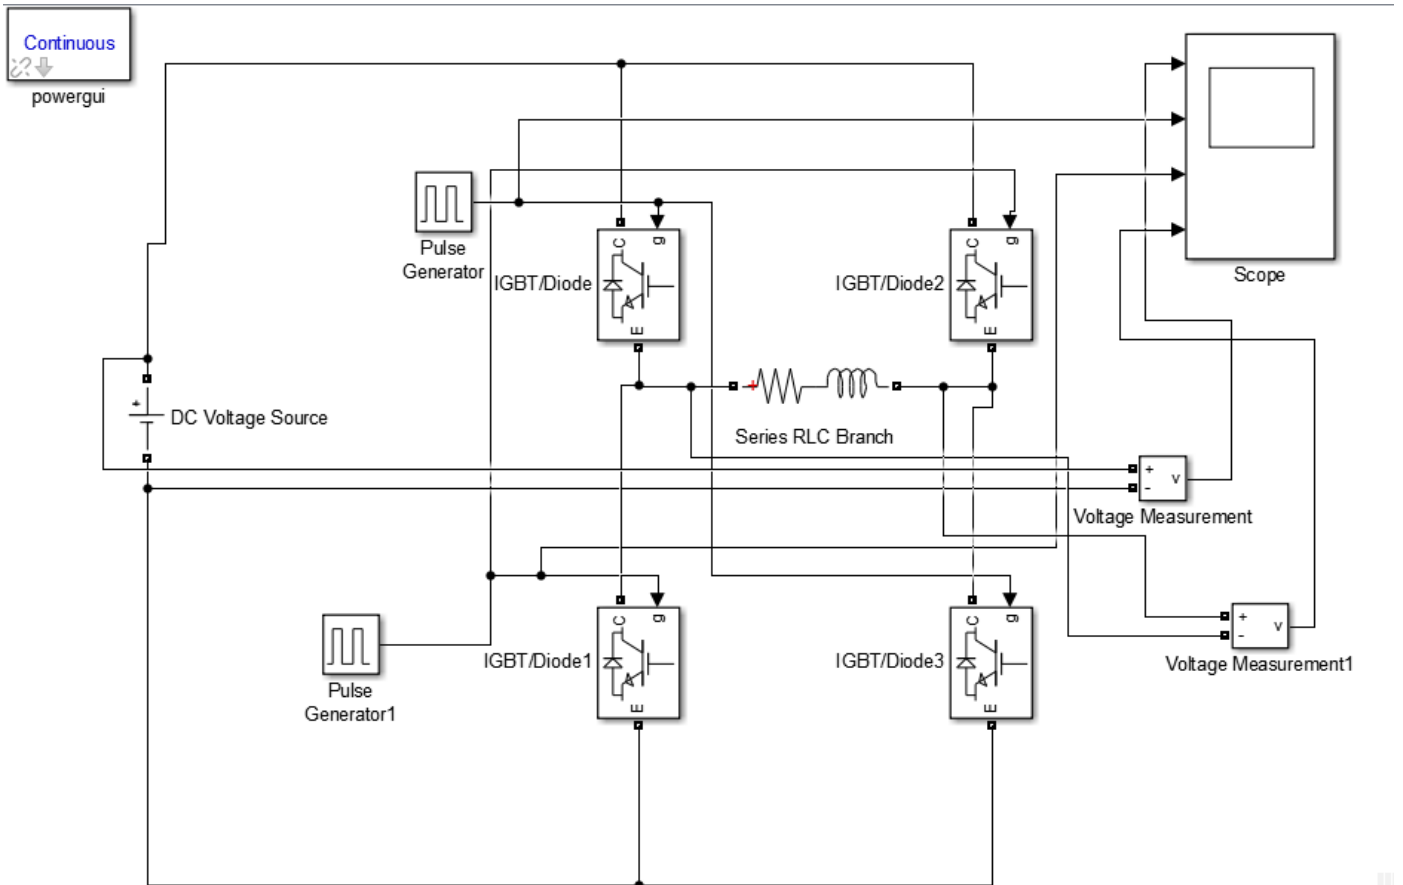 Continuous
powergui
Pulse
Generator
C
g
E
IGBT/Diode
C
g
E
IGBT/Diode2
Scope
+
DC Voltage Source
+
Series RLC Branch
+
-
v
Voltage Measurement
C
g
E
IGBT/Diode1
C
g
E
IGBT/Diode3
+
-
v
Voltage Measurement1
Pulse
Generator1